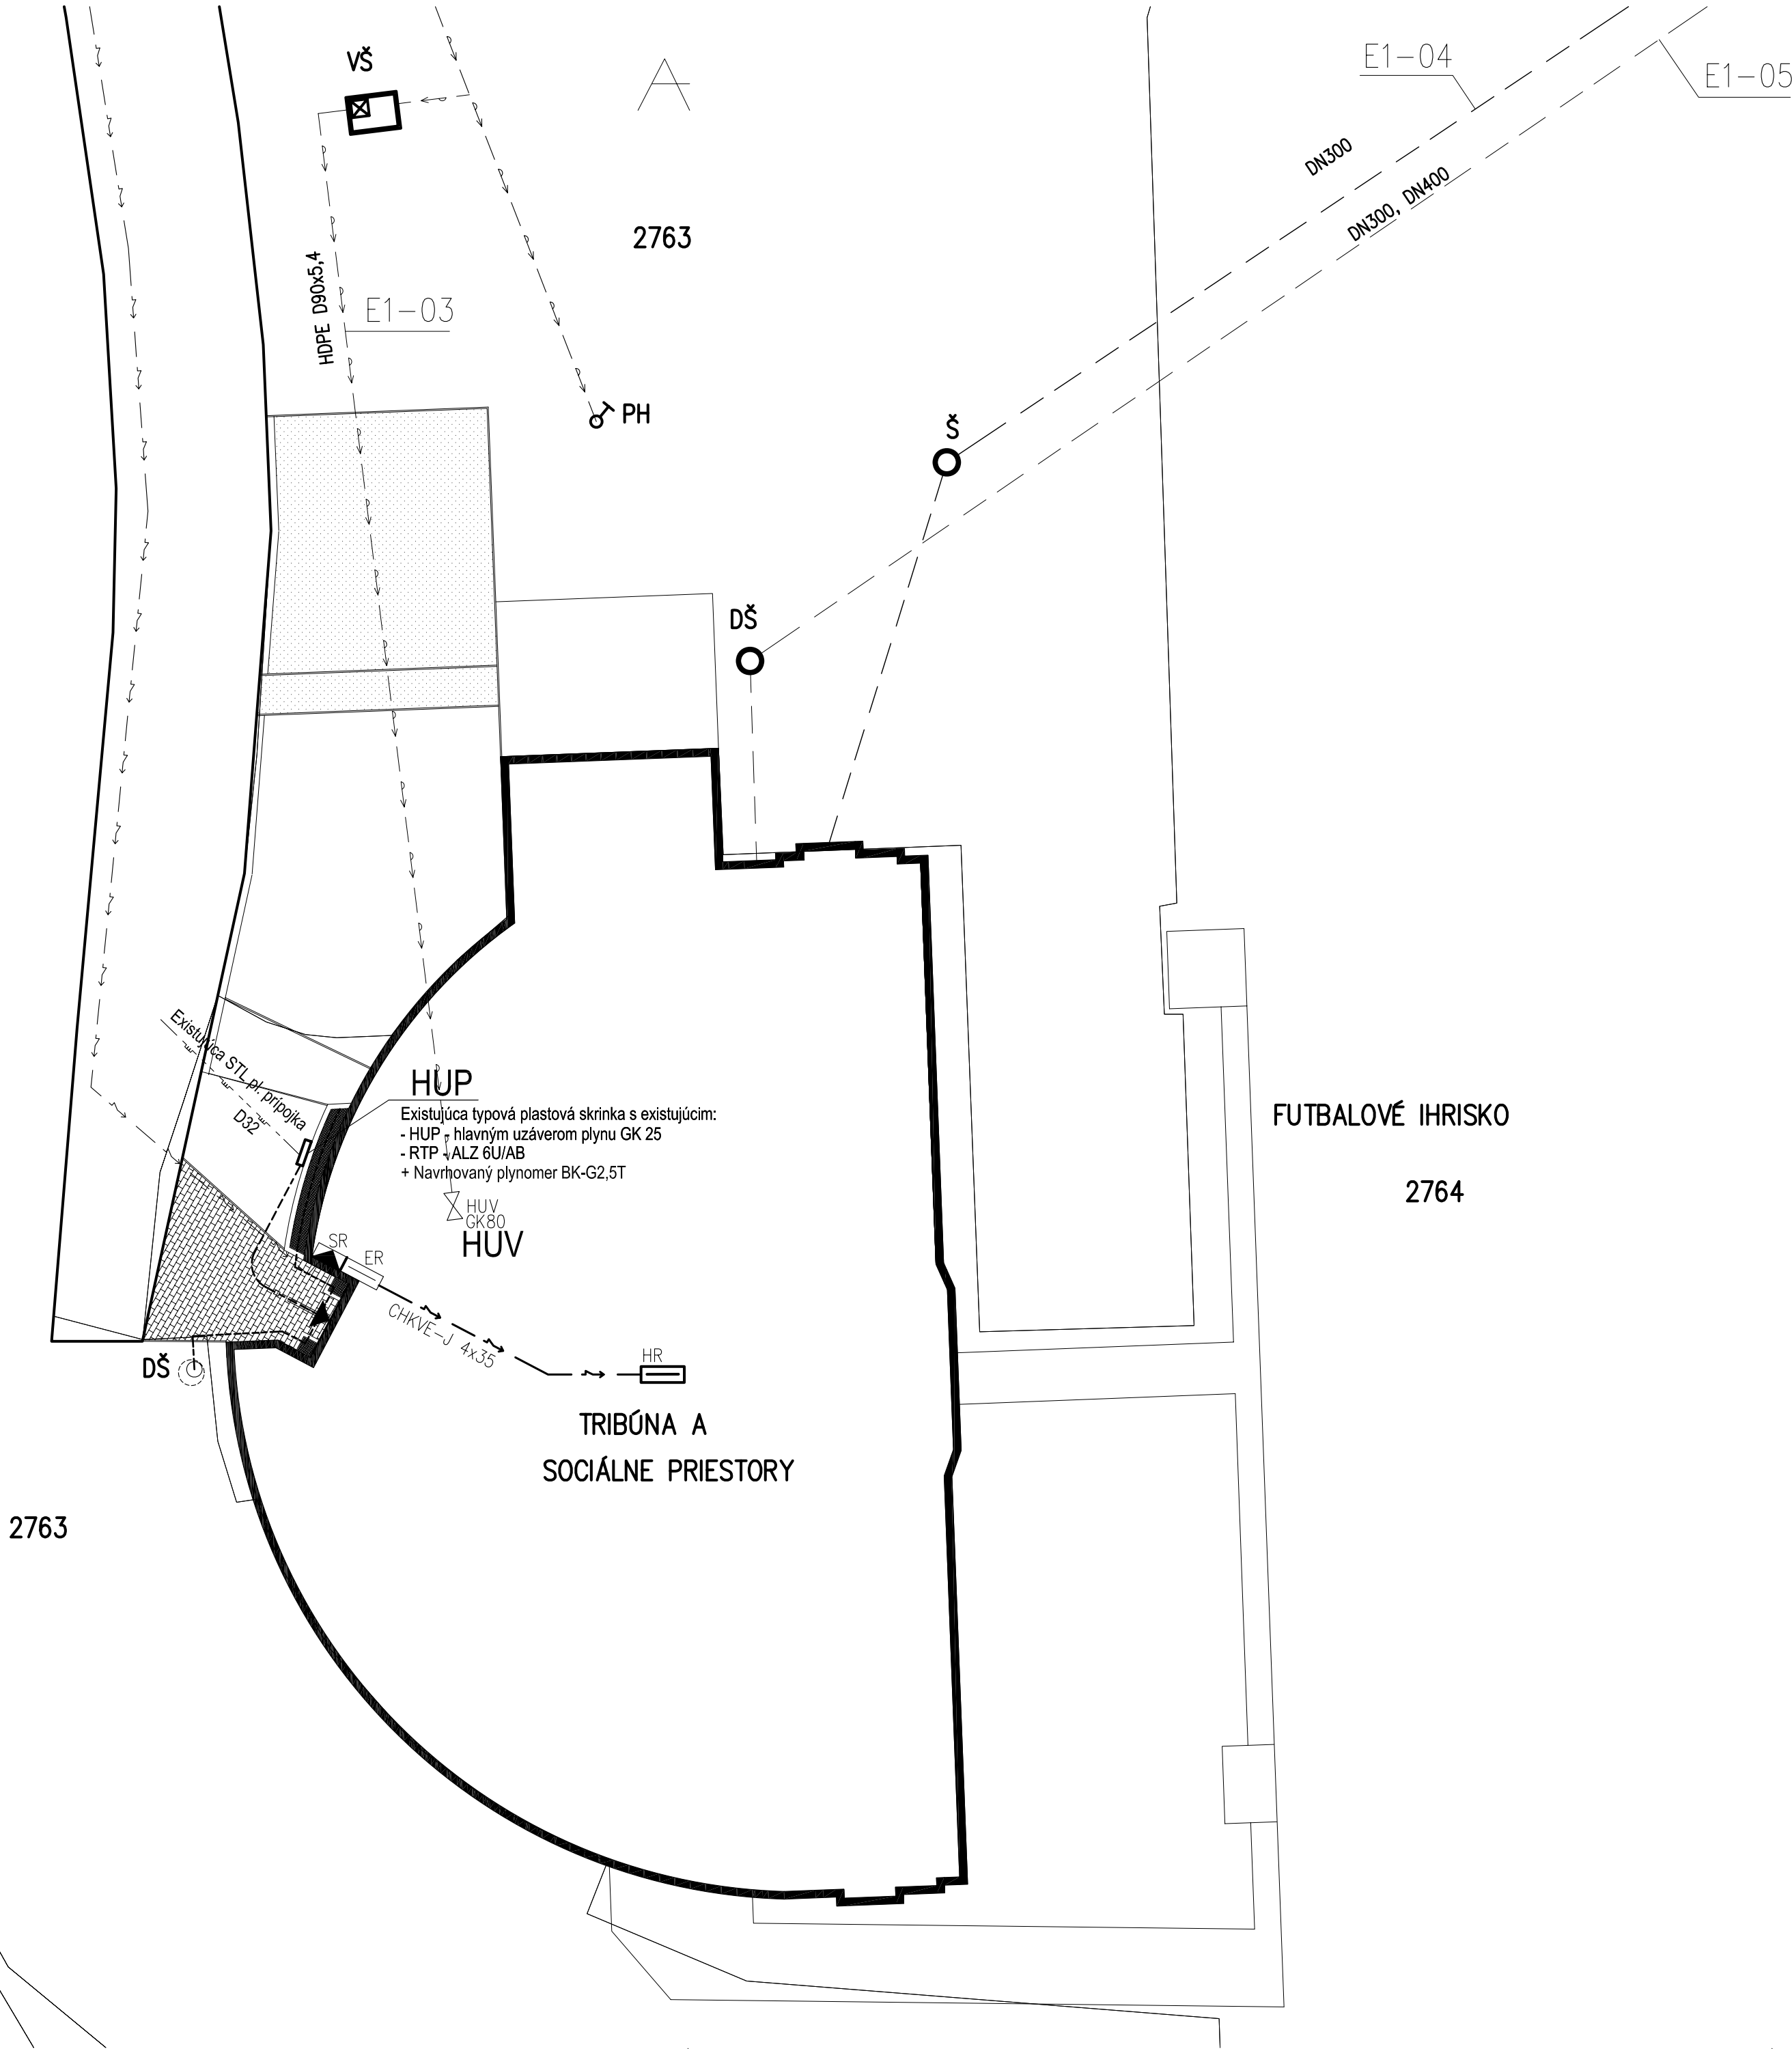 VŠ
A
E1-04
E1-05
DN300
DN300, DN400
2763
HDPE D90x5,4
E1-03
PH
Š
DŠ
Existujúca STL pl. prípojka
D32
HUP
Existujúca typová plastová skrinka s existujúcim:
- HUP - hlavným uzáverom plynu GK 25
- RTP - ALZ 6U/AB
+ Navrhovaný plynomer BK-G2,5T
FUTBALOVÉ IHRISKO
2764
HUV
GK80
HUV
SR
ER
CHKVE-J 4x35
HR
DŠ
TRIBÚNA A
SOCIÁLNE PRIESTORY
2763